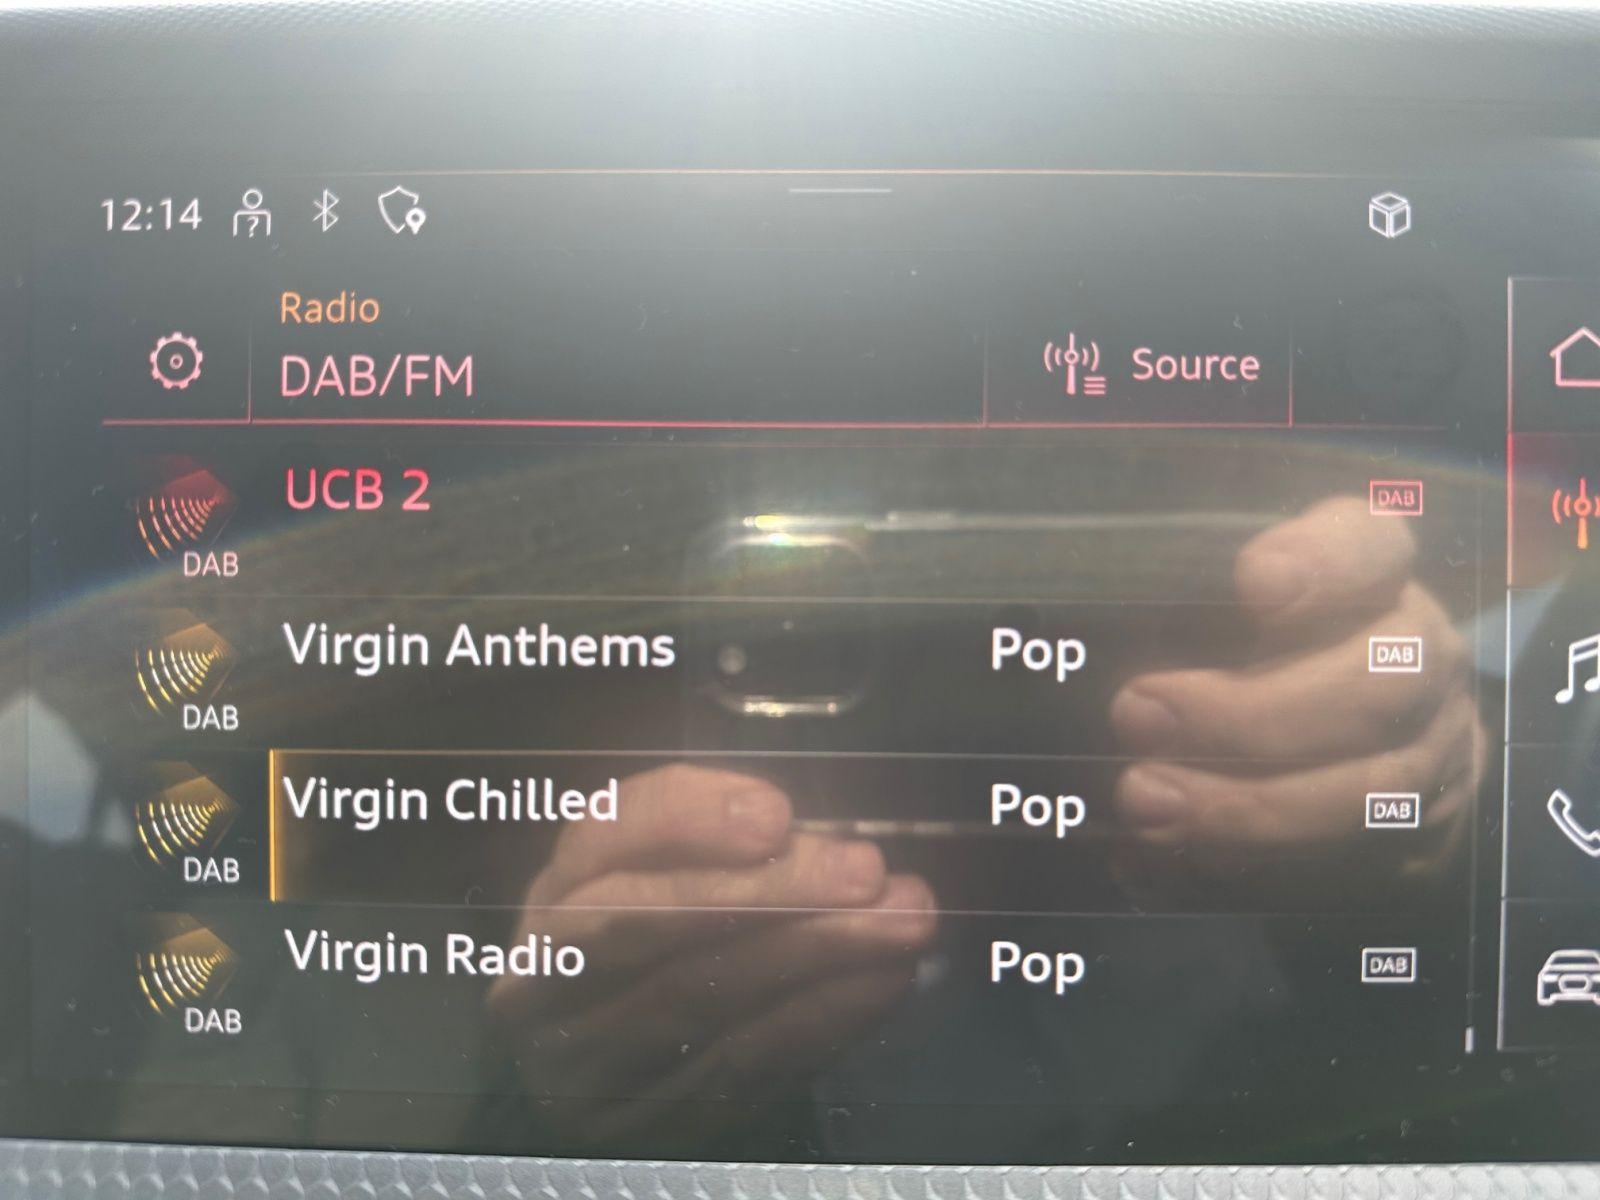 12:14
Radio
DAB/FM
Source
UCB 2
DAB
DAB
Virgin Anthems
Pop
DAB
DAB
Virgin Chilled
Pop
DAB
DAB
Virgin Radio
Pop
DAB
DAB